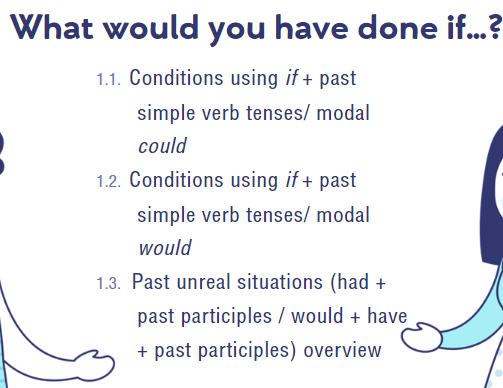 What would you have done if...?
1.1. Conditions using if + past
simple verb tenses/ modal
could
1.2. Conditions using if + past
simple verb tenses/ modal
would
1.3. Past unreal situations (had +
past participles / would + have
+ past participles) overview